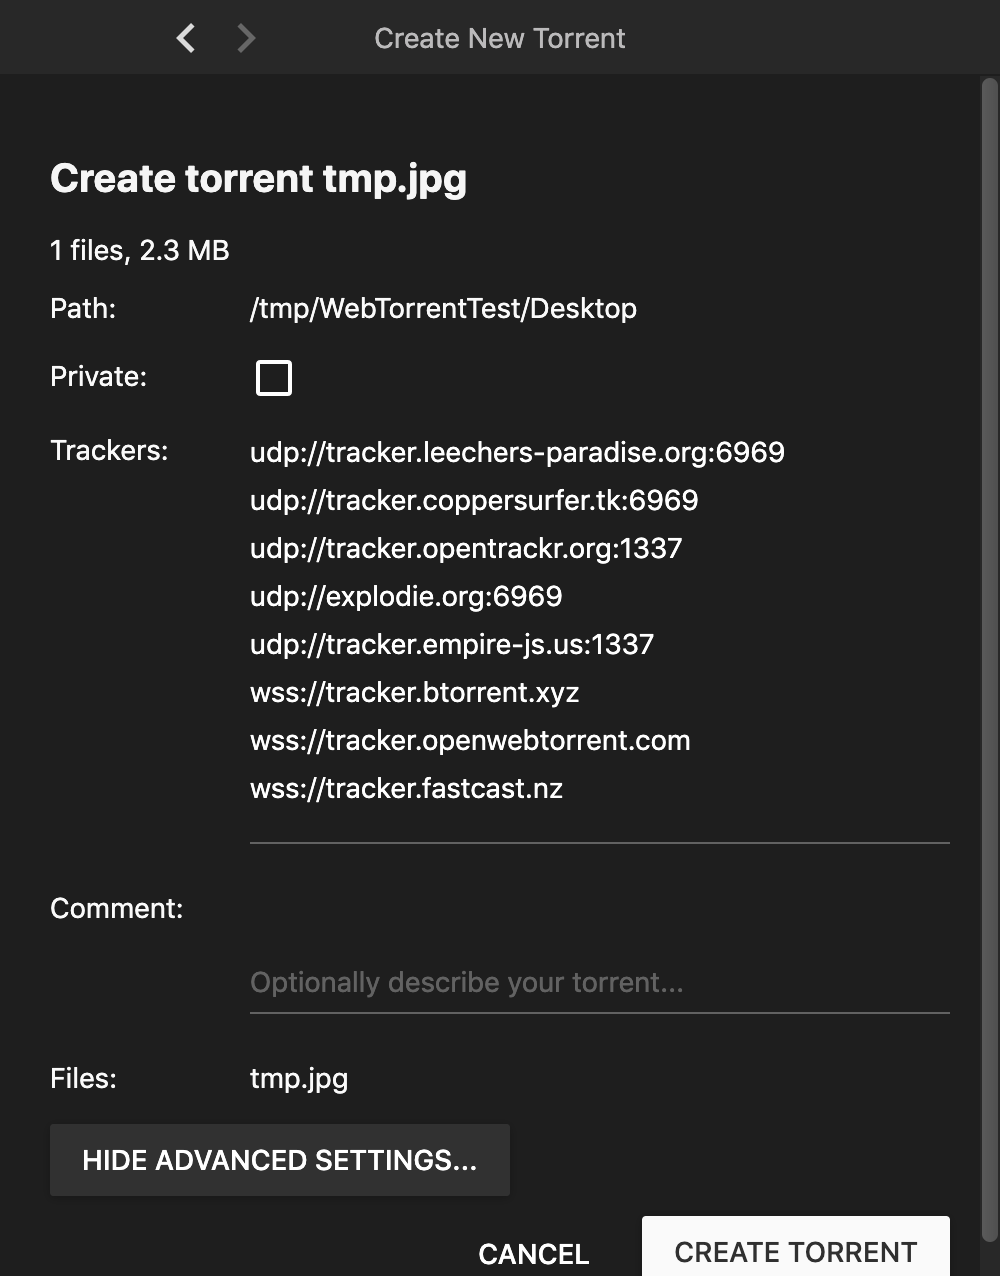 Create New Torrent
Create torrent tmp.jpg
1 files, 2.3 MB
Path: /tmp/WebTorrentTest/Desktop
Private:
Trackers: udp://tracker.leechers-paradise.org:6969
udp://tracker.coppersurfer.tk:6969
udp://tracker.opentrackr.org:1337
udp://explodie.org:6969
udp://tracker.empire-js.us:1337
wss://tracker.btorrent.xyz
wss://tracker.openwebtorrent.com
wss://tracker.fastcast.nz
Comment:
Optionally describe your torrent...
Files: tmp.jpg
HIDE ADVANCED SETTINGS...
CANCEL CREATE TORRENT